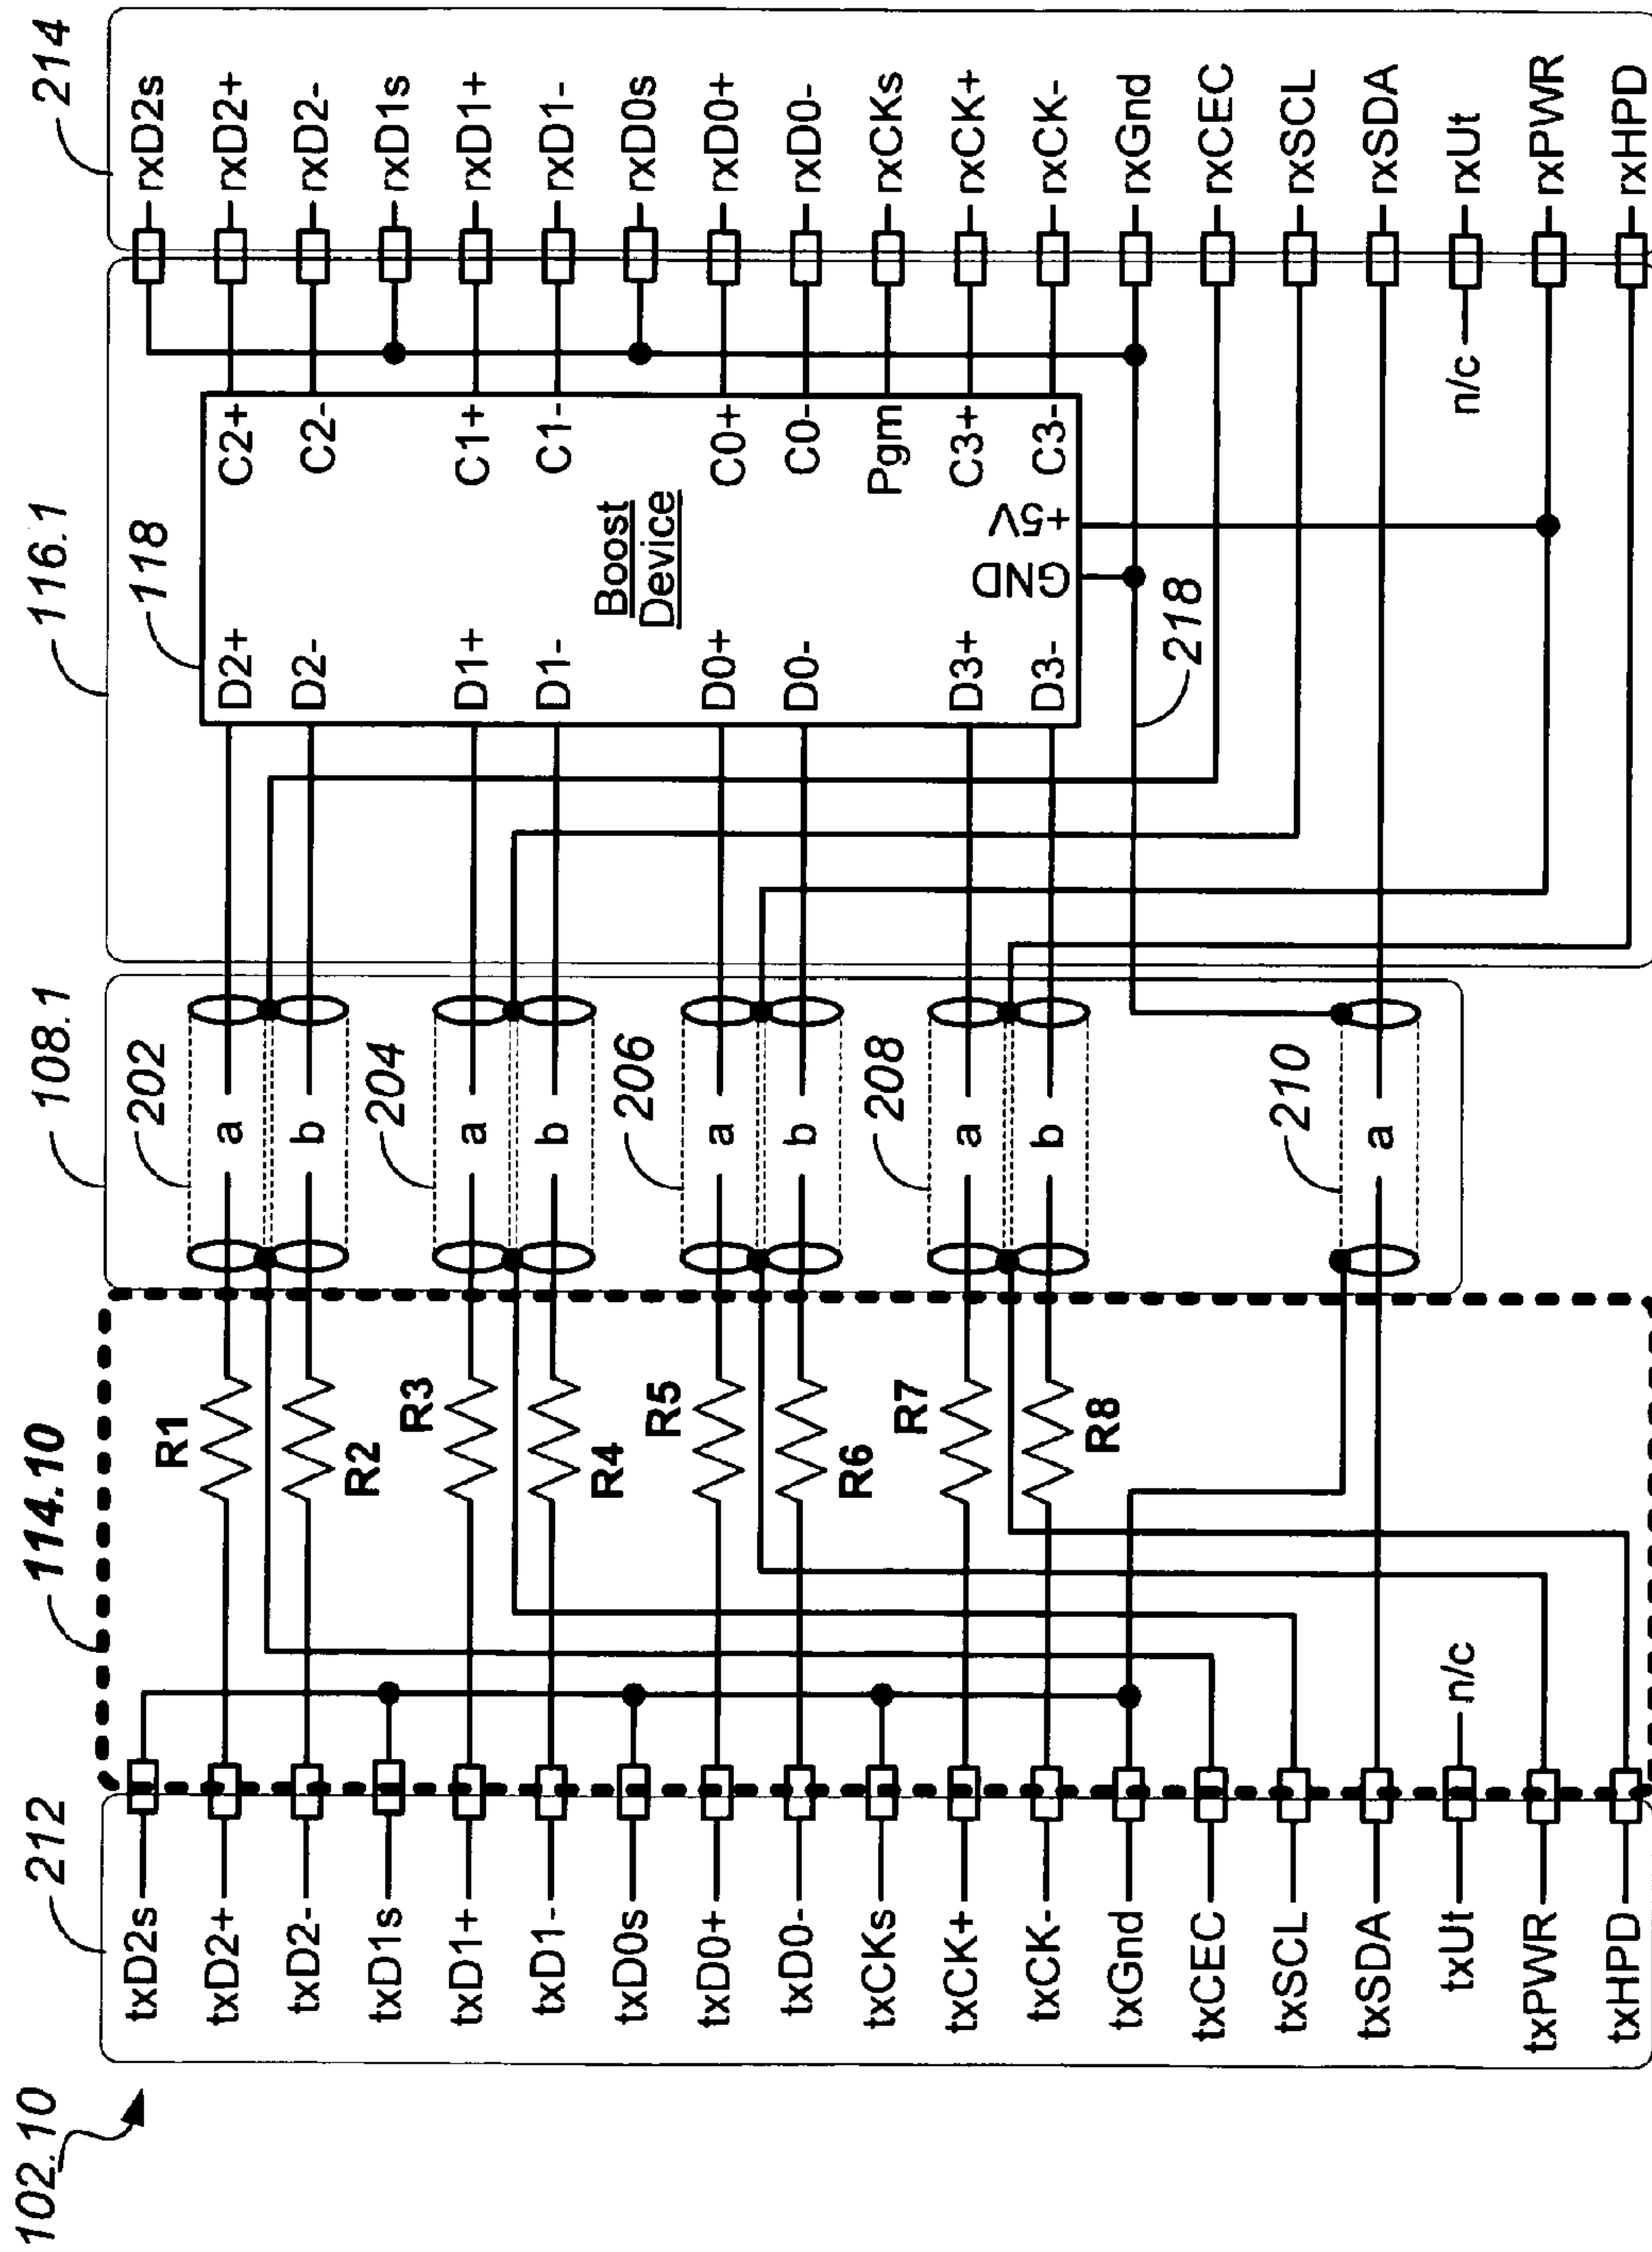 102.10
212
114.10
108.1
116.1
214
txD2s
txD2+
txD2-
txD1s
txD1+
txD1-
txD0s
txD0+
txD0-
txCKs
txCK+
txCK-
txGnd
txCEC
txSCL
txSDA
txUt
txPWR
txHPD
n/c
R1
R2
R3
R4
R5
R6
R7
R8
202
a
b
204
a
b
206
a
b
208
a
b
210
a
118
D2+
D2-
D1+
D1-
D0+
D0-
D3+
D3-
Boost
Device
GND
+5V
C2+
C2-
C1+
C1-
C0+
C0-
Pgm
C3+
C3-
218
n/c
rxD2s
rxD2+
rxD2-
rxD1s
rxD1+
rxD1-
rxD0s
rxD0+
rxD0-
rxCKs
rxCK+
rxCK-
rxGnd
rxCEC
rxSCL
rxSDA
rxUt
rxPWR
rxHPD